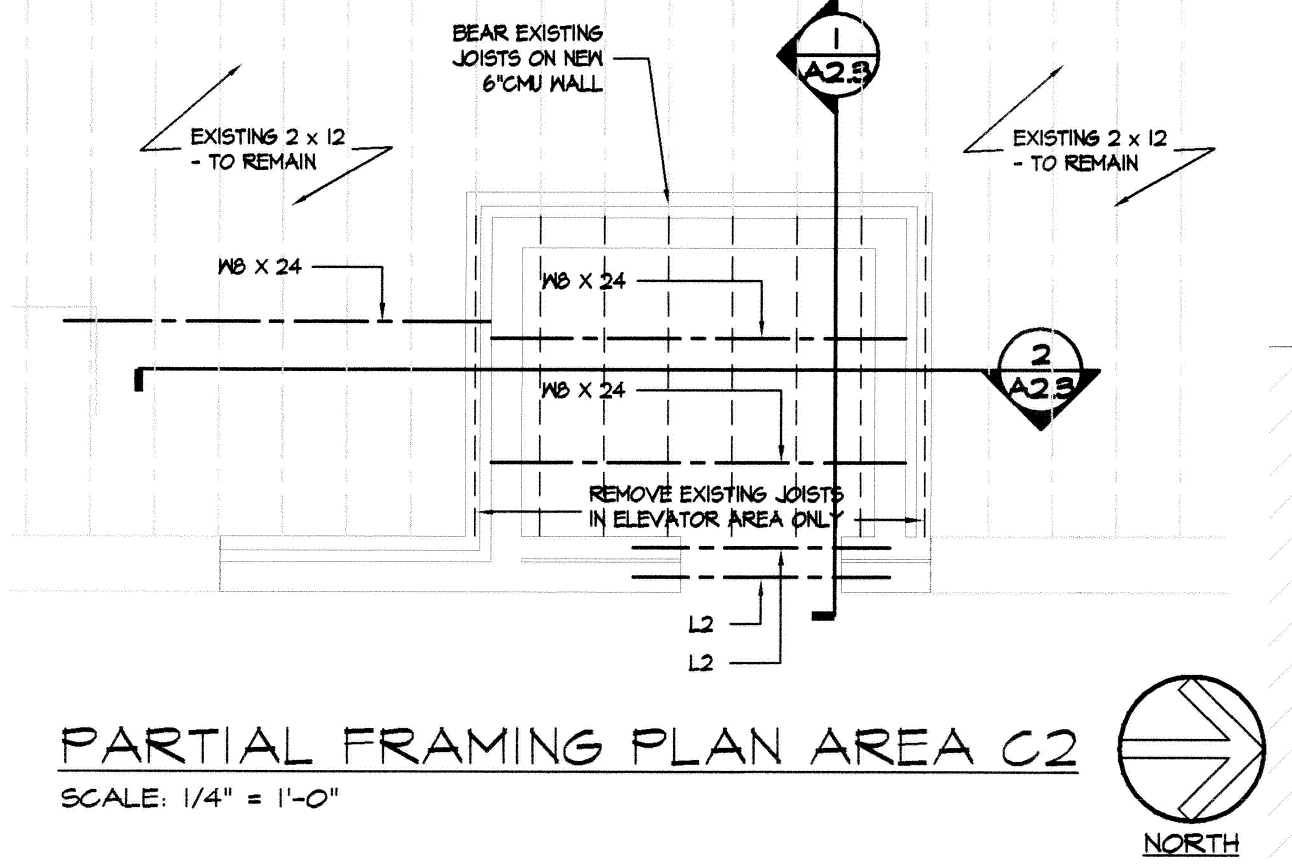 BEAR EXISTING
JOISTS ON NEW
6"CMU WALL
1
A2.3
EXISTING 2 x 12
- TO REMAIN
EXISTING 2 x 12
- TO REMAIN
W8 X 24
W8 X 24
2
A2.3
W8 X 24
REMOVE EXISTING JOISTS
IN ELEVATOR AREA ONLY
L2
L2
PARTIAL FRAMING PLAN AREA C2
SCALE: 1/4" = 1'-0"
NORTH